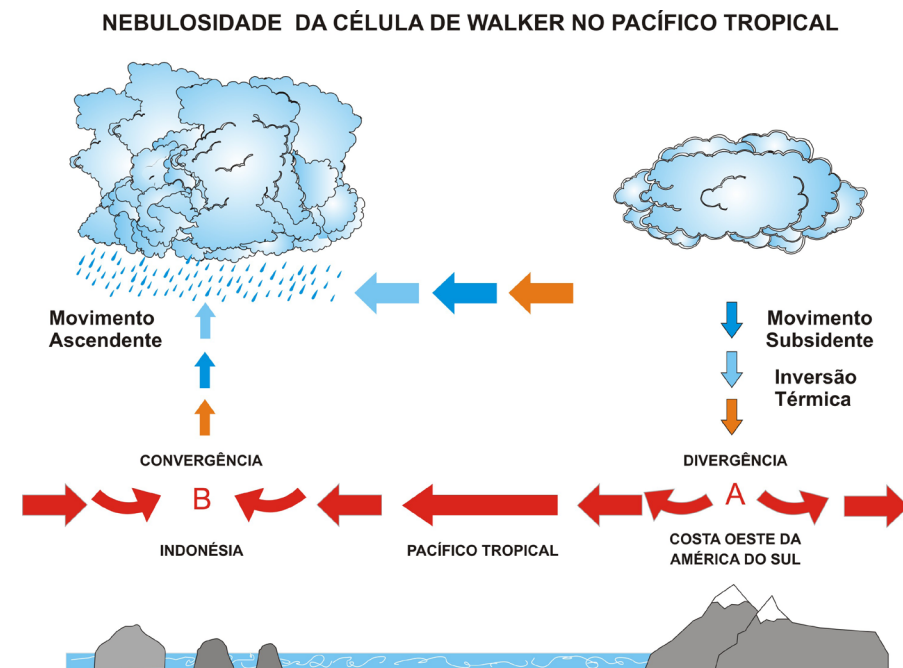 NEBULOSIDADE DA CÉLULA DE WALKER NO PACÍFICO TROPICAL
Movimento
Ascendente
Movimento
Subsidente
Inversão
Térmica
CONVERGÊNCIA
DIVERGÊNCIA
B
A
INDONÉSIA
PACÍFICO TROPICAL
COSTA OESTE DA
AMÉRICA DO SUL